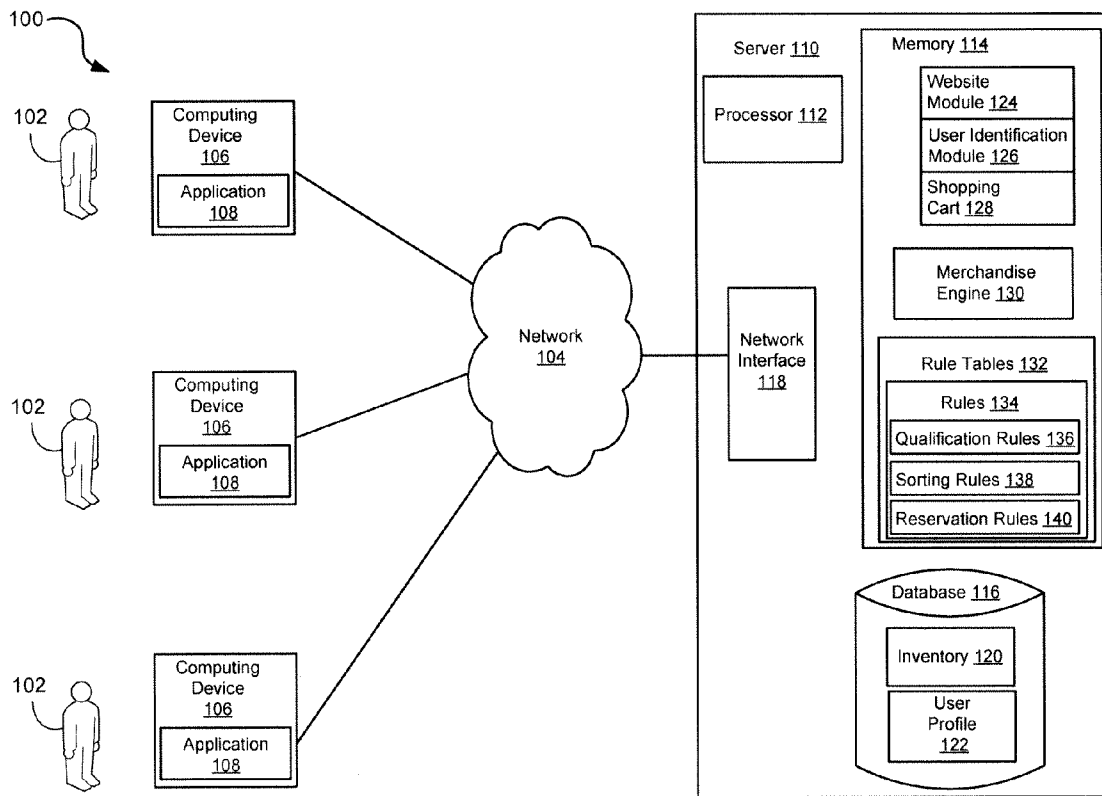 100
102
Computing
Device
106
Application
108
102
Computing
Device
106
Application
108
102
Computing
Device
106
Application
108
Network
104
Server 110
Processor 112
Network
Interface
118
Memory 114
Website
Module 124
User Identification
Module 126
Shopping
Cart 128
Merchandise
Engine 130
Rule Tables 132
Rules 134
Qualification Rules 136
Sorting Rules 138
Reservation Rules 140
Database 116
Inventory 120
User
Profile
122